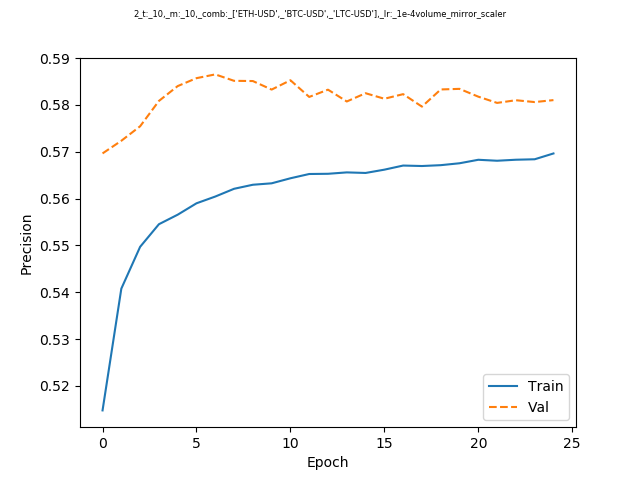 2_t:_10,_m:_10,_comb:_['ETH-USD',_'BTC-USD',_'LTC-USD'],_lr:_1e-4volume_mirror_scaler
0.59
0.58
0.57
0.56
0.55
0.54
0.53
0.52
Precision
Train
Val
0 5 10 15 20 25
Epoch